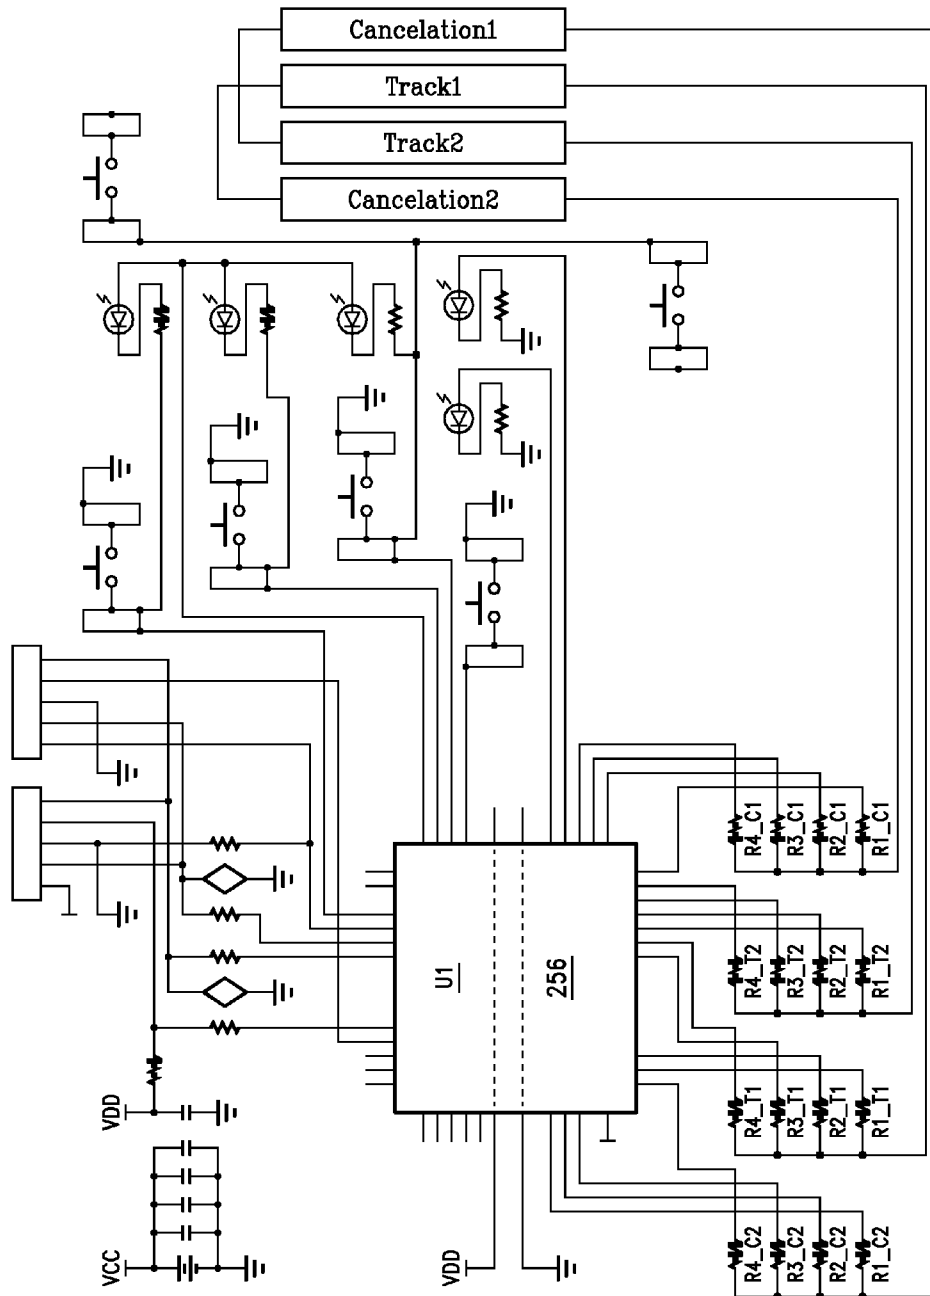 Cancelation1
Track1
Track2
Cancelation2
R4_C1
R3_C1
R2_C1
R1_C1
U1
256
R4_T2
R3_T2
R2_T2
R1_T2
VDD
R4_T1
R3_T1
R2_T1
R1_T1
VCC
VDD
R4_C2
R3_C2
R2_C2
R1_C2